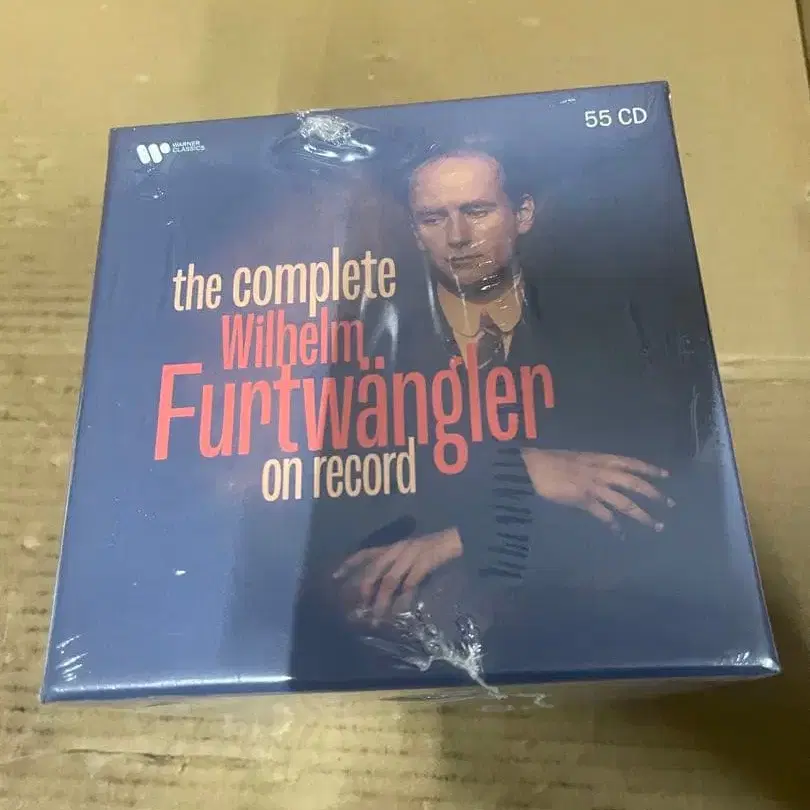 WARNER
CLASSICS
55 CD
the complete
Wilhelm
Furtwängler
on record